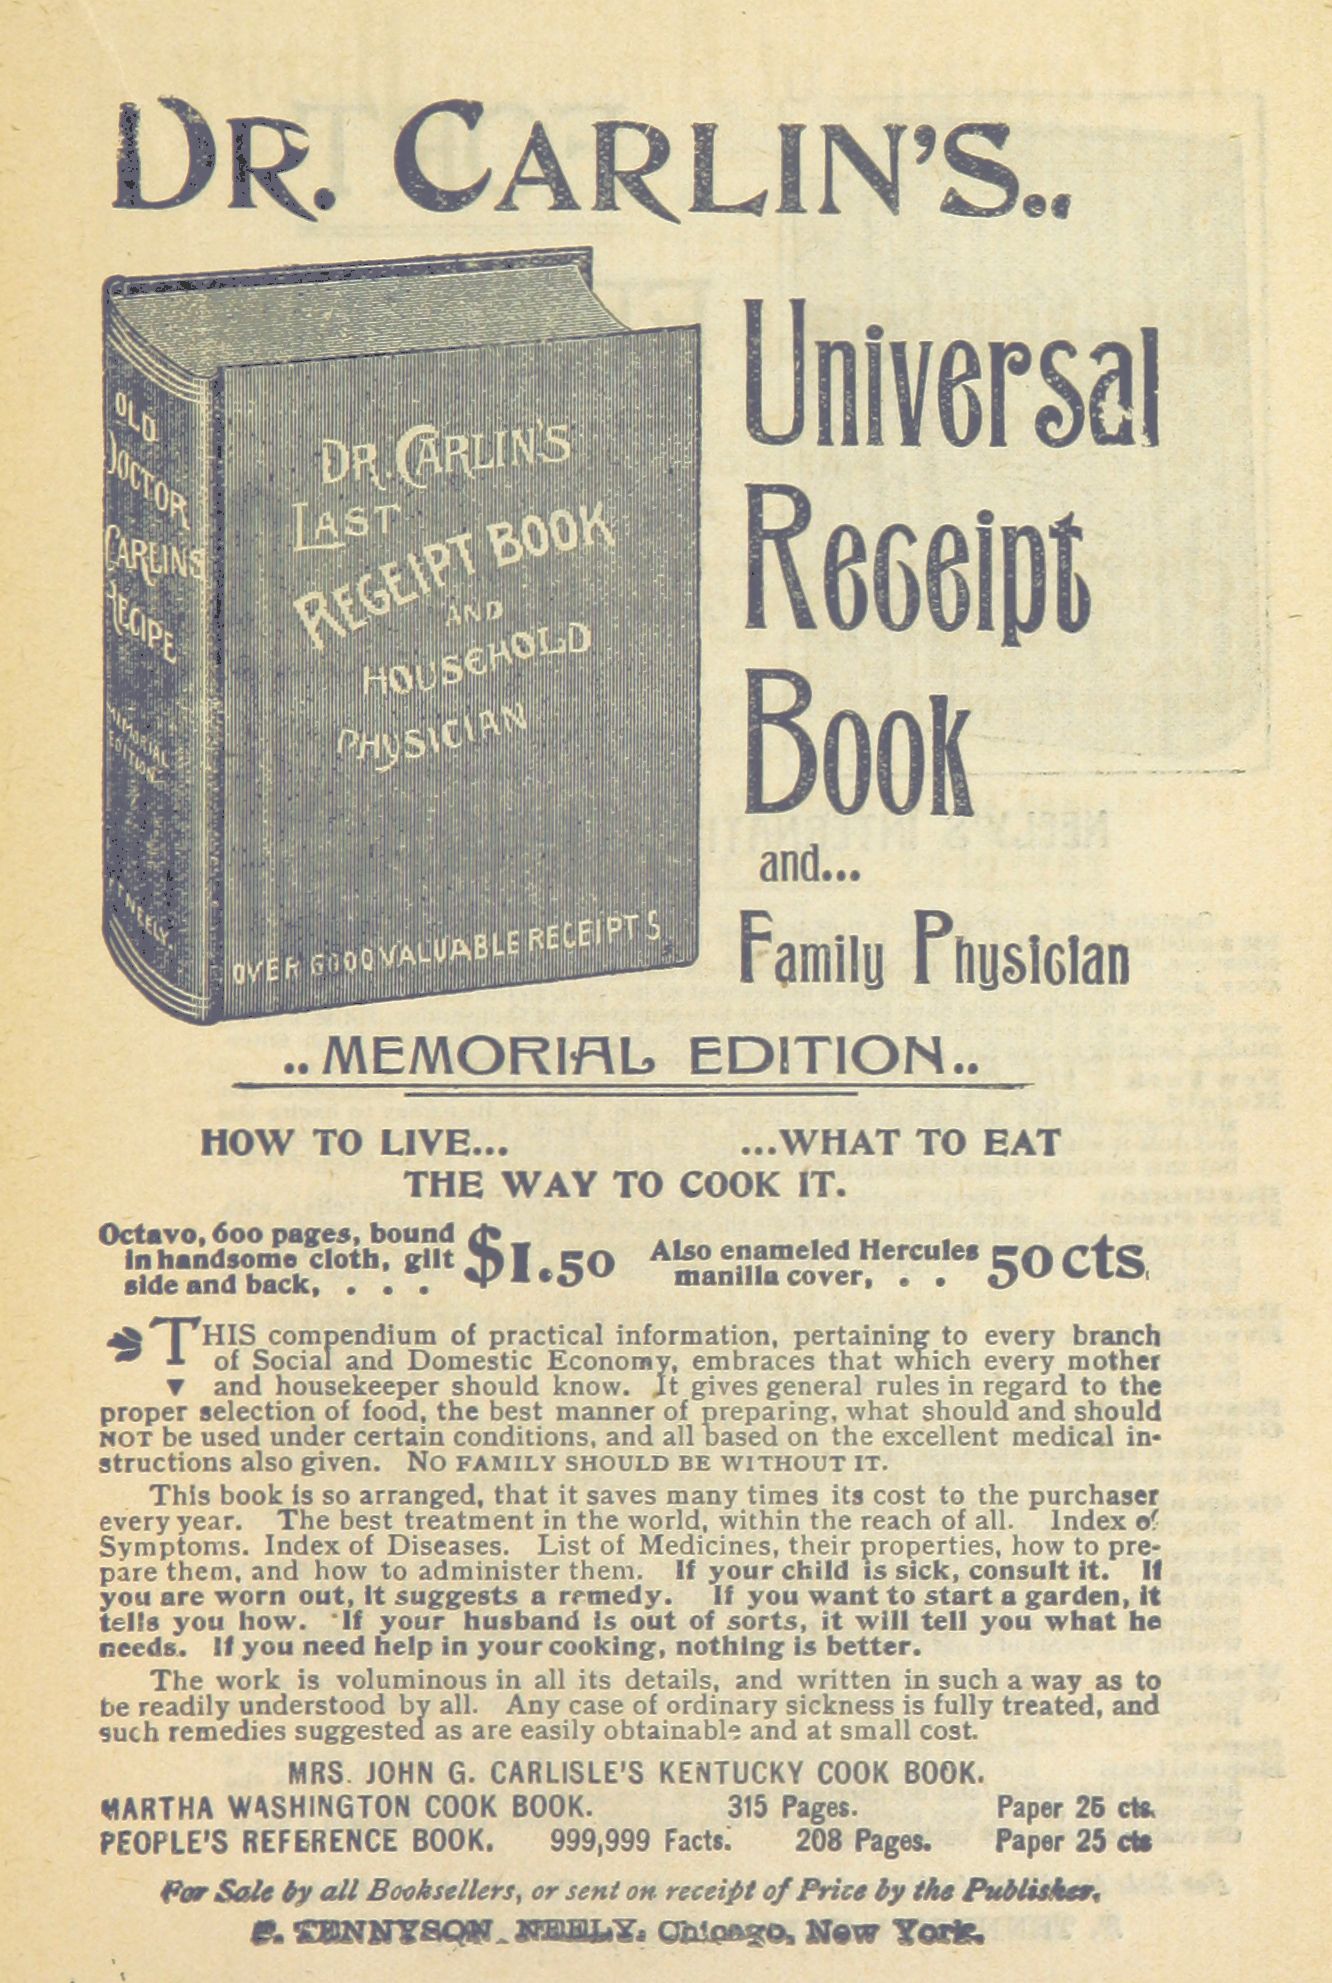 DR. CARLIN'S..
OLD
DOCTOR
CARLIN'S
RECIPE
MEMORIAL
EDITION
F T NEELY.
DR. CARLIN'S
LAST
RECEIPT BOOK
AND
HOUSEHOLD
PHYSICIAN
OVER 6000 VALUABLE RECEIPTS
Universal
Receipt
Book
and...
Family Physician
..MEMORIAL EDITION..
HOW TO LIVE... ...WHAT TO EAT
THE WAY TO COOK IT.
Octavo, 600 pages, bound
in handsome cloth, gilt
side and back, . . .
$1.50
Also enameled Hercules
manilla cover, . .
50cts.
THIS compendium of practical information, pertaining to every branch
of Social and Domestic Economy, embraces that which every mother
and housekeeper should know. It gives general rules in regard to the
proper selection of food, the best manner of preparing, what should and should
NOT be used under certain conditions, and all based on the excellent medical in-
structions also given. NO FAMILY SHOULD BE WITHOUT IT.
This book is so arranged, that it saves many times its cost to the purchaser
every year. The best treatment in the world, within the reach of all. Index of
Symptoms. Index of Diseases. List of Medicines, their properties, how to pre-
pare them, and how to administer them. If your child is sick, consult it. If
you are worn out, it suggests a remedy. If you want to start a garden, it
tells you how. If your husband is out of sorts, it will tell you what he
needs. If you need help in your cooking, nothing is better.
The work is voluminous in all its details, and written in such a way as to
be readily understood by all. Any case of ordinary sickness is fully treated, and
such remedies suggested as are easily obtainable and at small cost.
MRS. JOHN G. CARLISLE'S KENTUCKY COOK BOOK.
MARTHA WASHINGTON COOK BOOK. 315 Pages. Paper 25 cts.
PEOPLE'S REFERENCE BOOK. 999,999 Facts. 208 Pages. Paper 25 cts
For Sale by all Booksellers, or sent on receipt of Price by the Publisher,
F. TENNYSON NEELY, Chicago, New York.